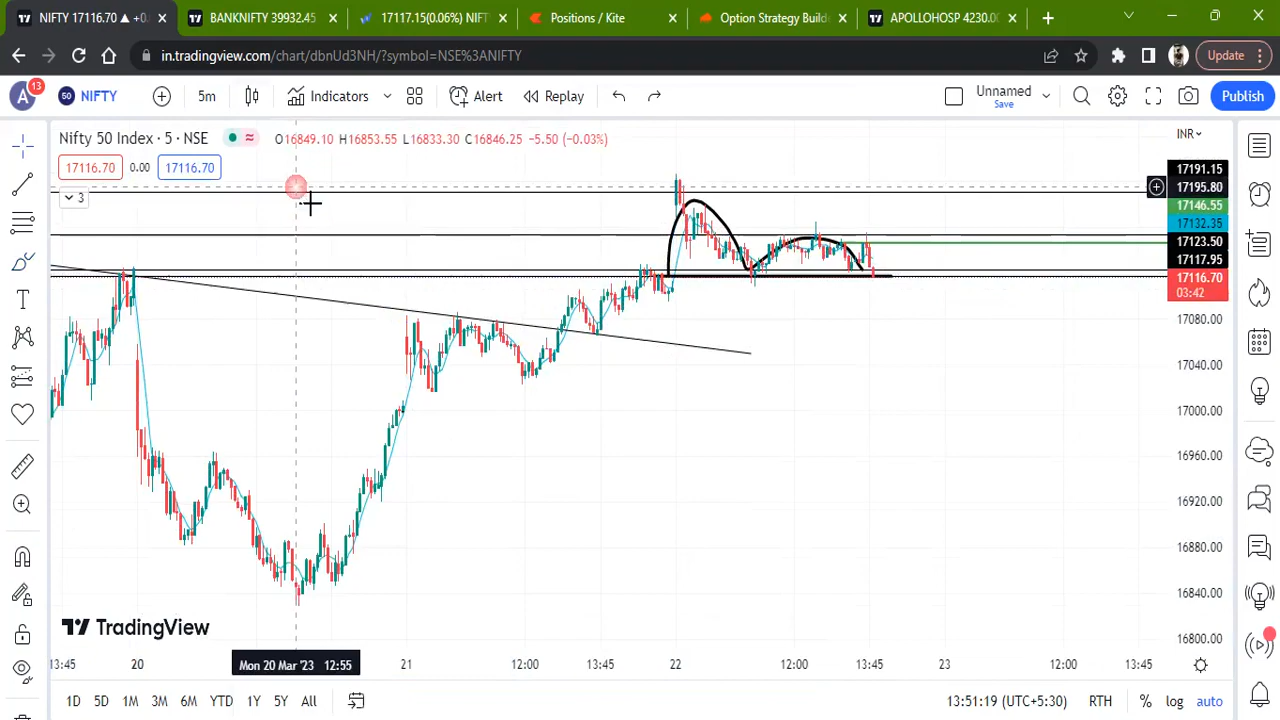 NIFTY 17116.70 ▲ +0.
BANKNIFTY 39932.45
17117.15(0.06%) NIFT
Positions / Kite
Option Strategy Builde
APOLLOHOSP 4230.00
in.tradingview.com/chart/dbnUd3NH/?symbol=NSE%3ANIFTY
Update
A
13
50 NIFTY
5m
Indicators
Alert
Replay
Unnamed
Save
Publish
Nifty 50 Index · 5 · NSE
O16849.10 H16853.55 L16833.30 C16846.25 −5.50 (−0.03%)
INR
17116.70
0.00
17116.70
3
17191.15
17195.80
17146.55
17132.35
17123.50
17117.95
17116.70
03:42
17080.00
17040.00
17000.00
16960.00
16920.00
16880.00
16840.00
16800.00
TradingView
13:45
20
Mon 20 Mar '23 12:55
21
12:00
13:45
22
12:00
13:45
23
12:00
13:45
1D
5D
1M
3M
6M
YTD
1Y
5Y
All
13:51:19 (UTC+5:30)
RTH
%
log
auto